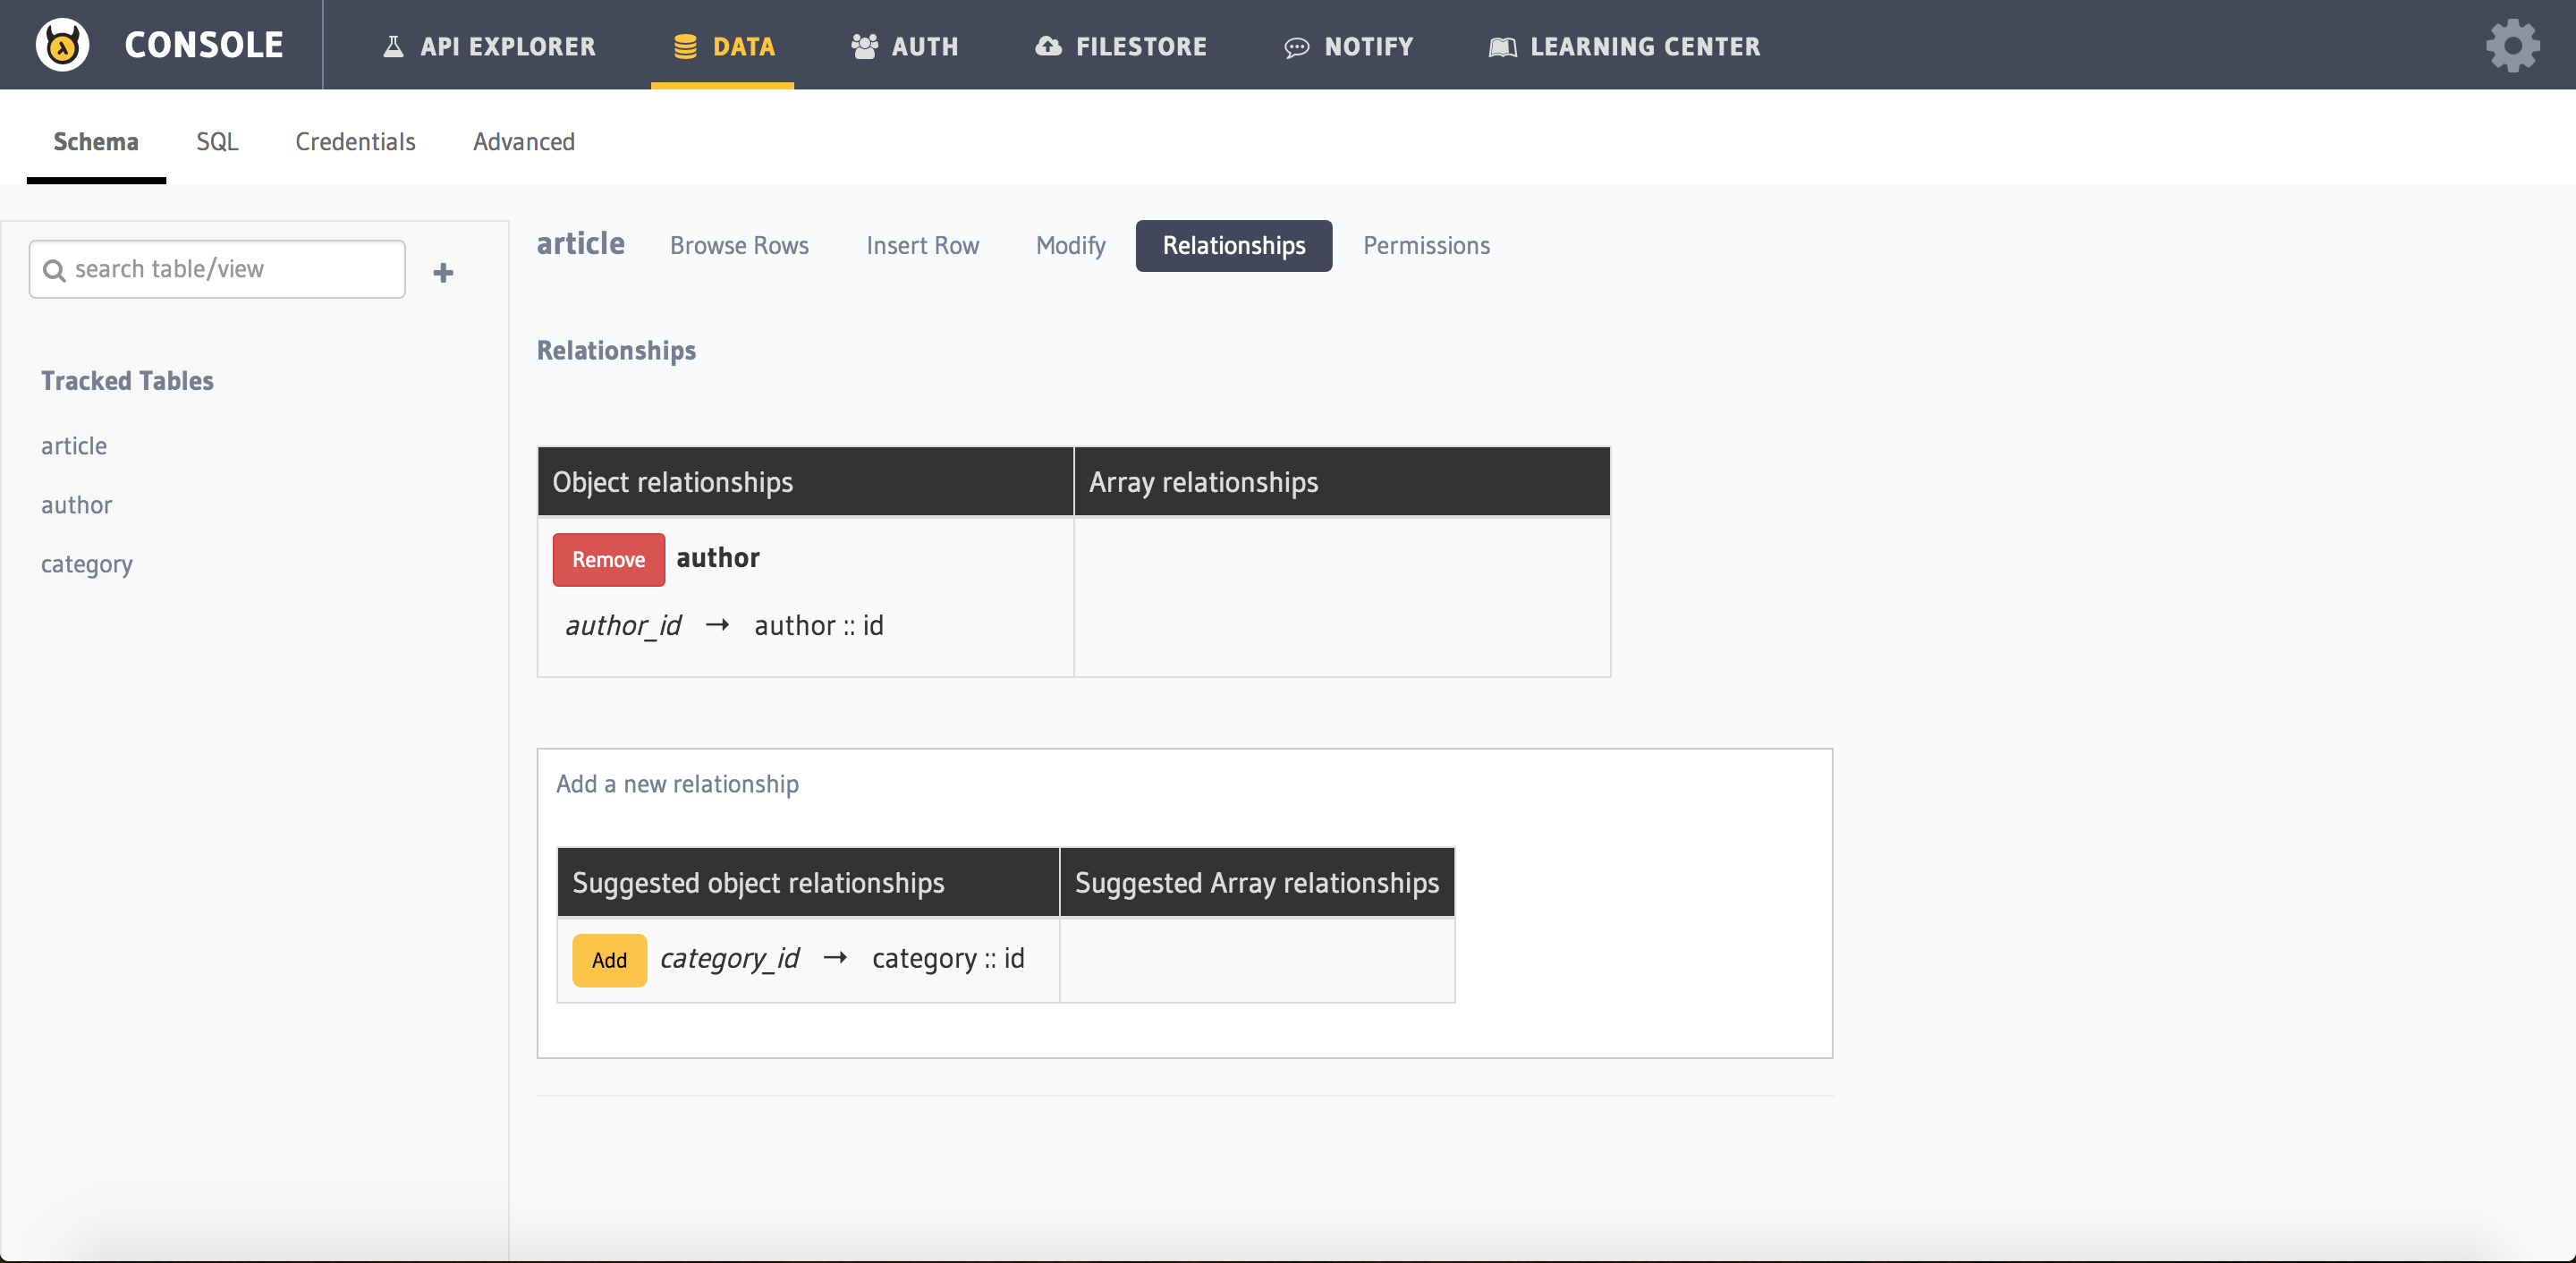 CONSOLE API EXPLORER DATA AUTH FILESTORE NOTIFY LEARNING CENTER
Schema SQL Credentials Advanced
search table/view +
Tracked Tables
article
author
category
article Browse Rows Insert Row Modify Relationships Permissions
Relationships
Object relationships Array relationships
Remove author
author_id → author :: id
Add a new relationship
Suggested object relationships Suggested Array relationships
Add category_id → category :: id